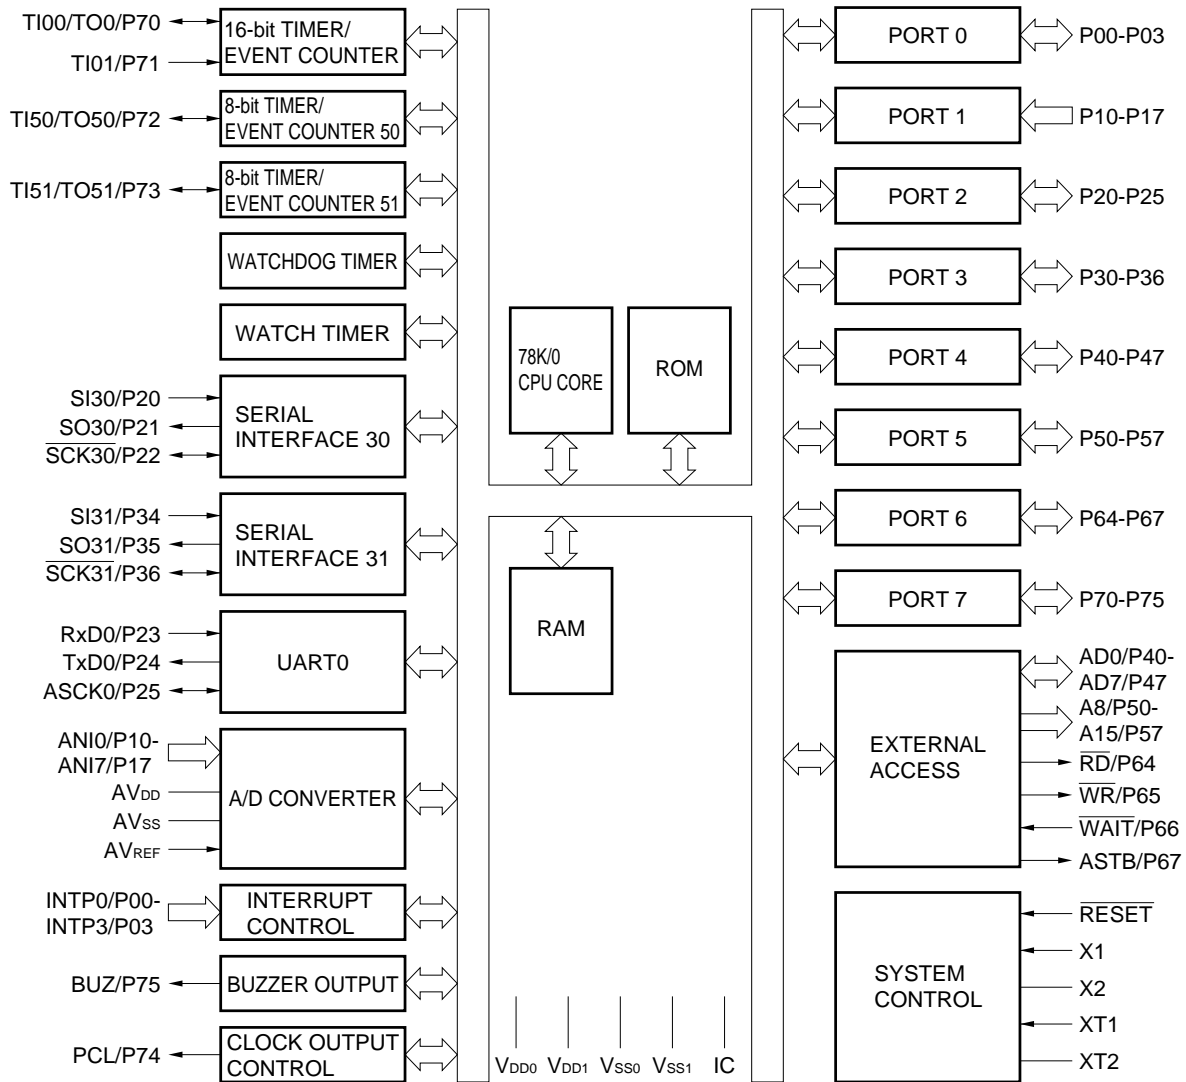 TI00/TO0/P70
TI01/P71
16-bit TIMER/
EVENT COUNTER
TI50/TO50/P72
8-bit TIMER/
EVENT COUNTER 50
TI51/TO51/P73
8-bit TIMER/
EVENT COUNTER 51
WATCHDOG TIMER
WATCH TIMER
SI30/P20
SO30/P21
SCK30/P22
SERIAL
INTERFACE 30
SI31/P34
SO31/P35
SCK31/P36
SERIAL
INTERFACE 31
RxD0/P23
TxD0/P24
ASCK0/P25
UART0
ANI0/P10-
ANI7/P17
AVDD
AVSS
AVREF
A/D CONVERTER
INTP0/P00-
INTP3/P03
INTERRUPT
CONTROL
BUZ/P75
BUZZER OUTPUT
PCL/P74
CLOCK OUTPUT
CONTROL
78K/0
CPU CORE
ROM
RAM
VDD0 VDD1 VSS0 VSS1 IC
PORT 0 P00-P03
PORT 1 P10-P17
PORT 2 P20-P25
PORT 3 P30-P36
PORT 4 P40-P47
PORT 5 P50-P57
PORT 6 P64-P67
PORT 7 P70-P75
EXTERNAL
ACCESS
AD0/P40-
AD7/P47
A8/P50-
A15/P57
RD/P64
WR/P65
WAIT/P66
ASTB/P67
SYSTEM
CONTROL
RESET
X1
X2
XT1
XT2